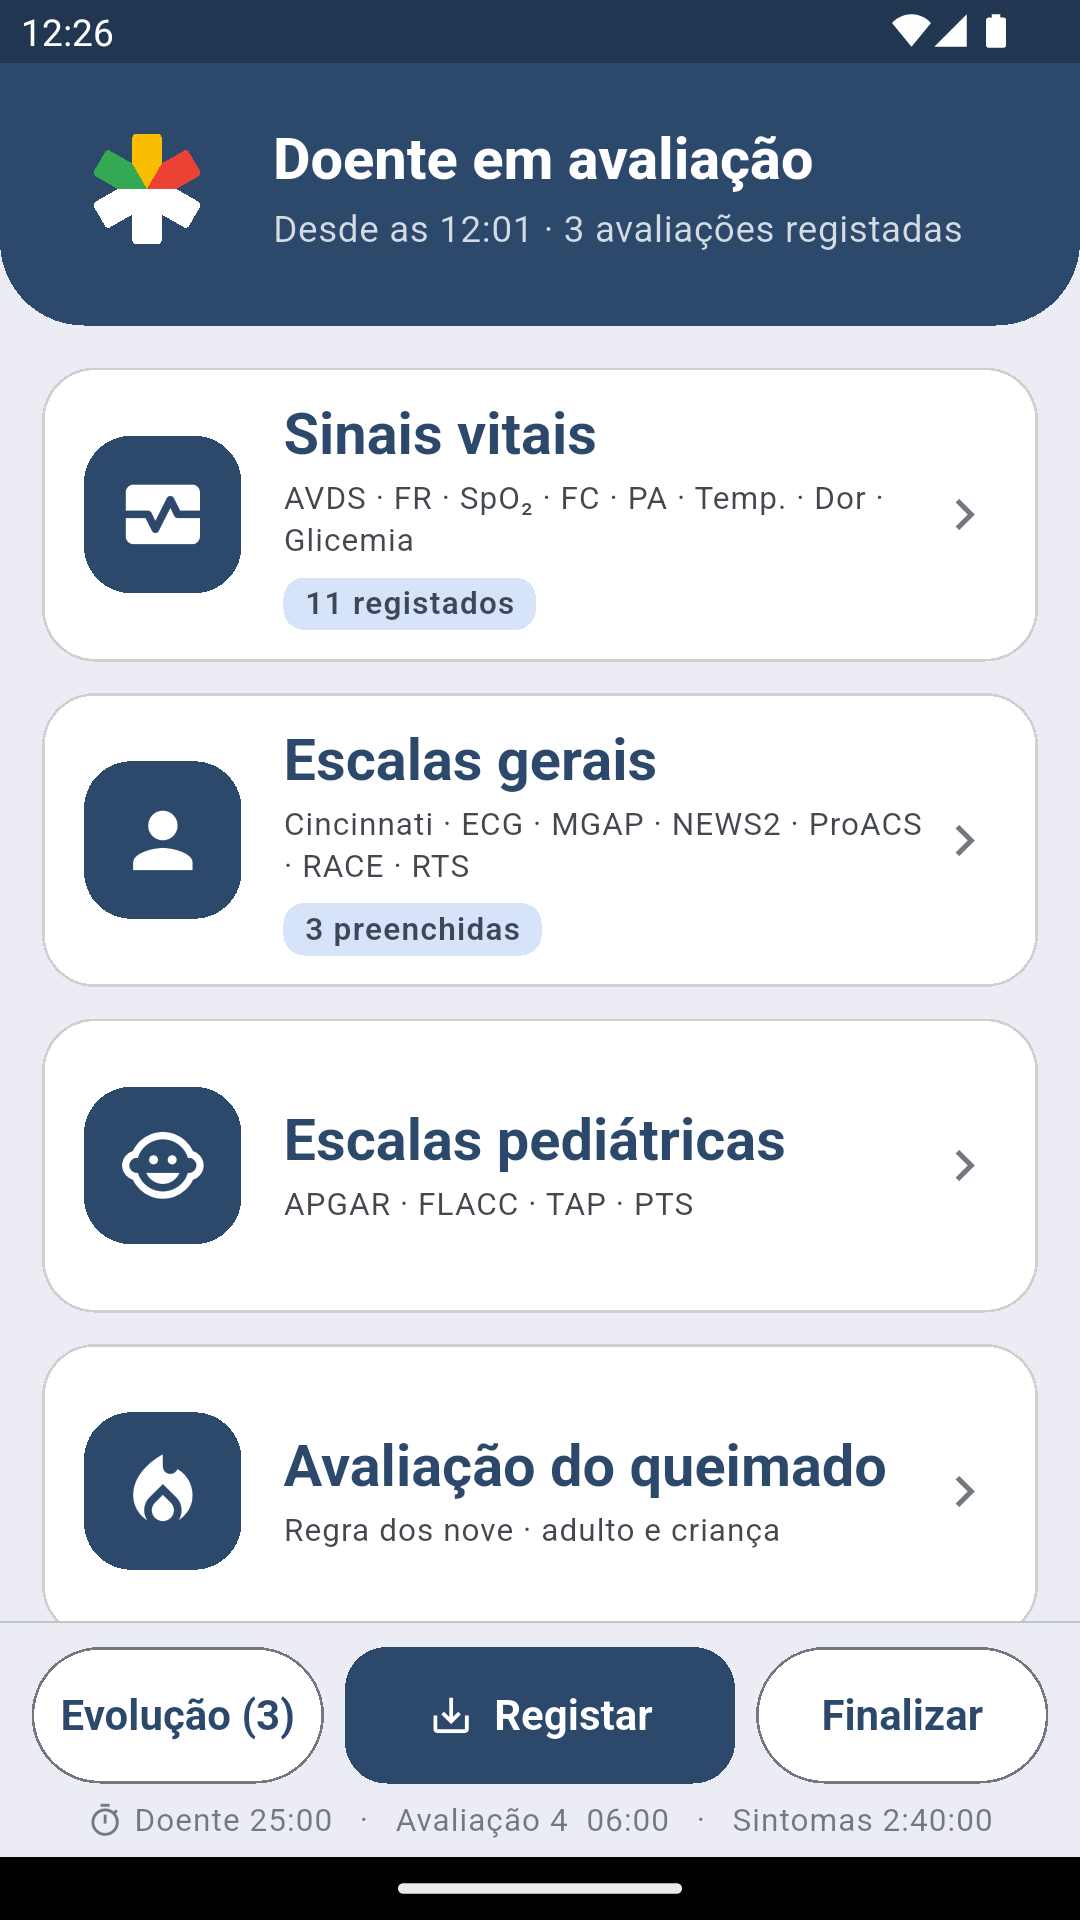 12:26
Doente em avaliação
Desde as 12:01 · 3 avaliações registadas
Sinais vitais
AVDS · FR · SpO₂ · FC · PA · Temp. · Dor ·
Glicemia
11 registados
Escalas gerais
Cincinnati · ECG · MGAP · NEWS2 · ProACS
· RACE · RTS
3 preenchidas
Escalas pediátricas
APGAR · FLACC · TAP · PTS
Avaliação do queimado
Regra dos nove · adulto e criança
Evolução (3)
Registar
Finalizar
Doente 25:00 · Avaliação 4 06:00 · Sintomas 2:40:00